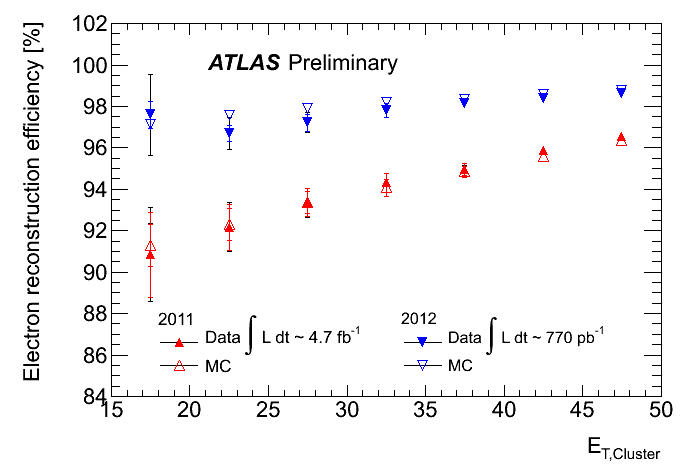 Electron reconstruction efficiency [%]
102
100
98
96
94
92
90
88
86
84
ATLAS Preliminary
2011
Data ∫ L dt ~ 4.7 fb⁻¹
MC
2012
Data ∫ L dt ~ 770 pb⁻¹
MC
15 20 25 30 35 40 45 50
E_T,Cluster